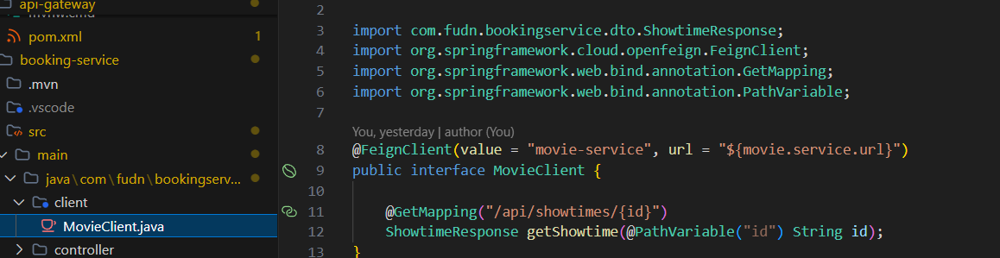 api-gateway
mvnw.cmd
pom.xml 1
booking-service
.mvn
.vscode
src
main
java\com\fudn\bookingserv...
client
MovieClient.java
controller
2
3 import com.fudn.bookingservice.dto.ShowtimeResponse;
4 import org.springframework.cloud.openfeign.FeignClient;
5 import org.springframework.web.bind.annotation.GetMapping;
6 import org.springframework.web.bind.annotation.PathVariable;
7
You, yesterday | author (You)
8 @FeignClient(value = "movie-service", url = "${movie.service.url}")
9 public interface MovieClient {
10
11 @GetMapping("/api/showtimes/{id}")
12 ShowtimeResponse getShowtime(@PathVariable("id") String id);
13 }